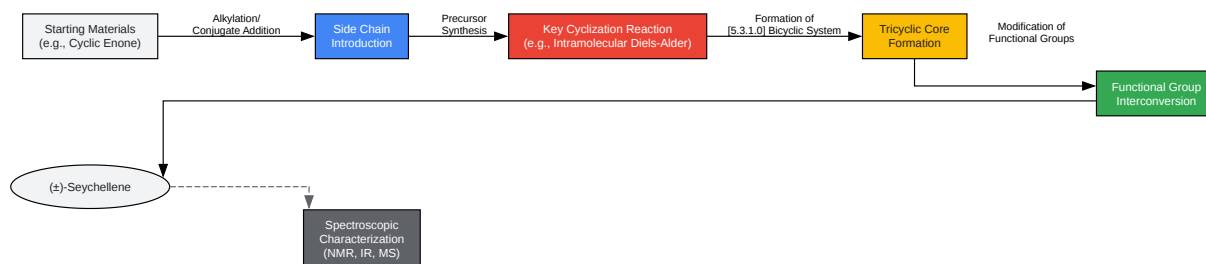 Starting Materials
(e.g., Cyclic Enone)
Alkylation/
Conjugate Addition
Side Chain
Introduction
Precursor
Synthesis
Key Cyclization Reaction
(e.g., Intramolecular Diels-Alder)
Formation of
[5.3.1.0] Bicyclic System
Tricyclic Core
Formation
Modification of
Functional Groups
Functional Group
Interconversion
(±)-Seychellene
Spectroscopic
Characterization
(NMR, IR, MS)